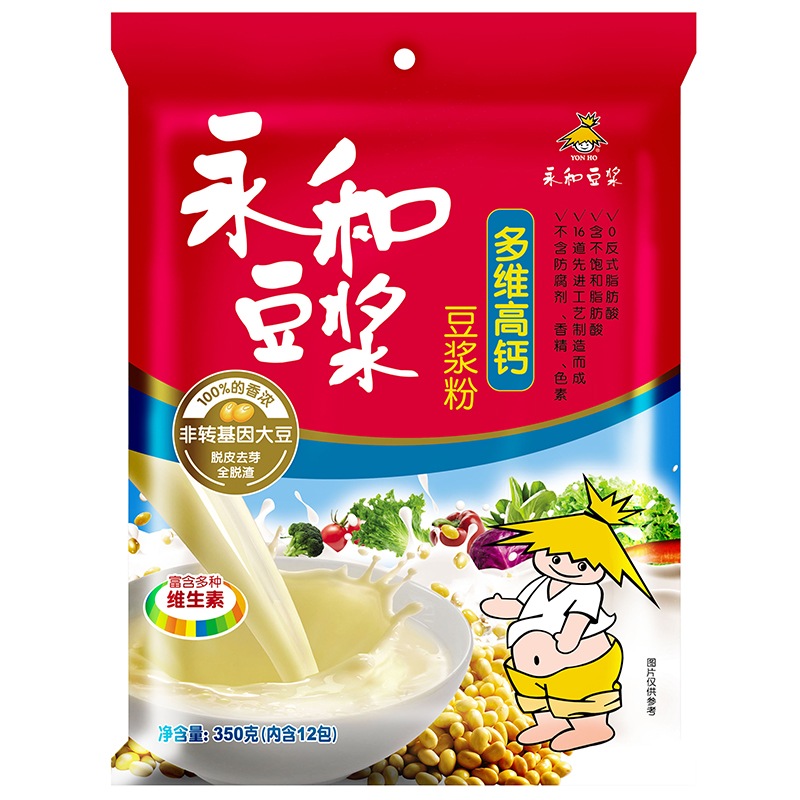 永和
豆浆
YON HO
永和豆浆
多维高钙
豆浆粉
√0反式脂肪酸
√含不饱和脂肪酸
√16道先进工艺制造而成
√不含防腐剂、香精、色素
100%的香浓
非转基因大豆
脱皮去芽
全脱渣
富含多种
维生素
图片仅供参考
净含量: 350克(内含12包)